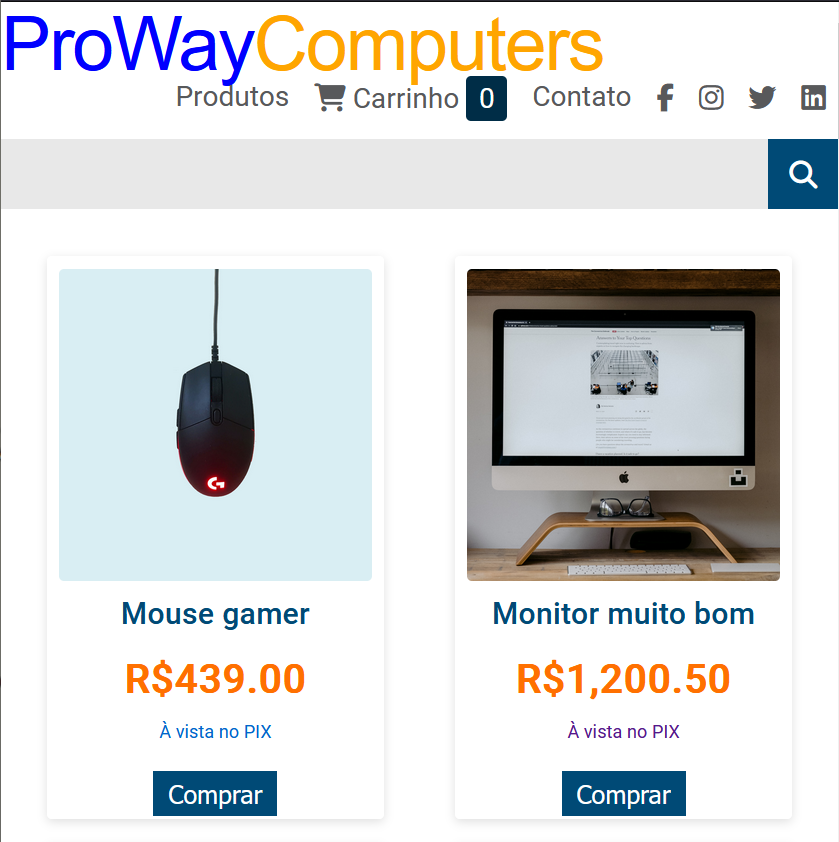 ProWayComputers
Produtos Carrinho 0 Contato
Mouse gamer
Monitor muito bom
R$439.00
R$1,200.50
À vista no PIX
À vista no PIX
Comprar
Comprar